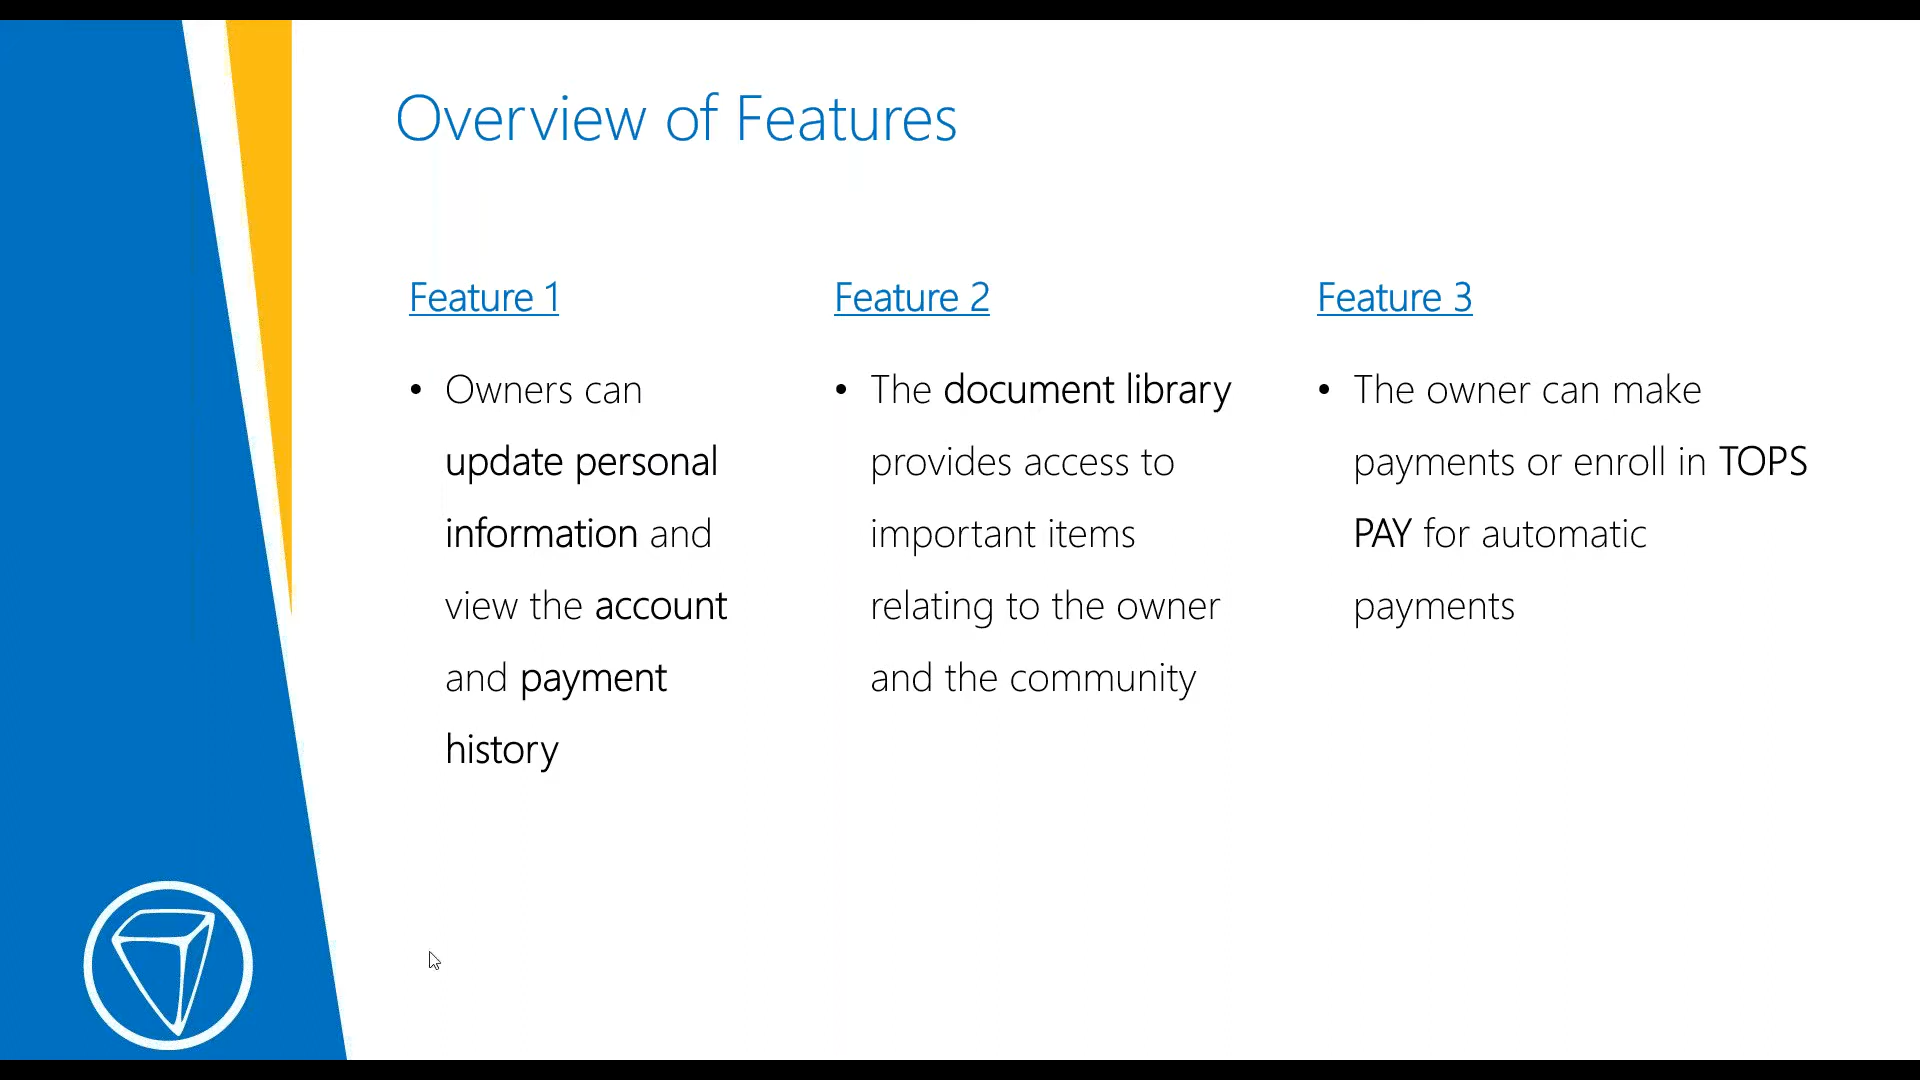 Overview of Features
Feature 1
• Owners can
update personal
information and
view the account
and payment
history
Feature 2
• The document library
provides access to
important items
relating to the owner
and the community
Feature 3
• The owner can make
payments or enroll in TOPS
PAY for automatic
payments